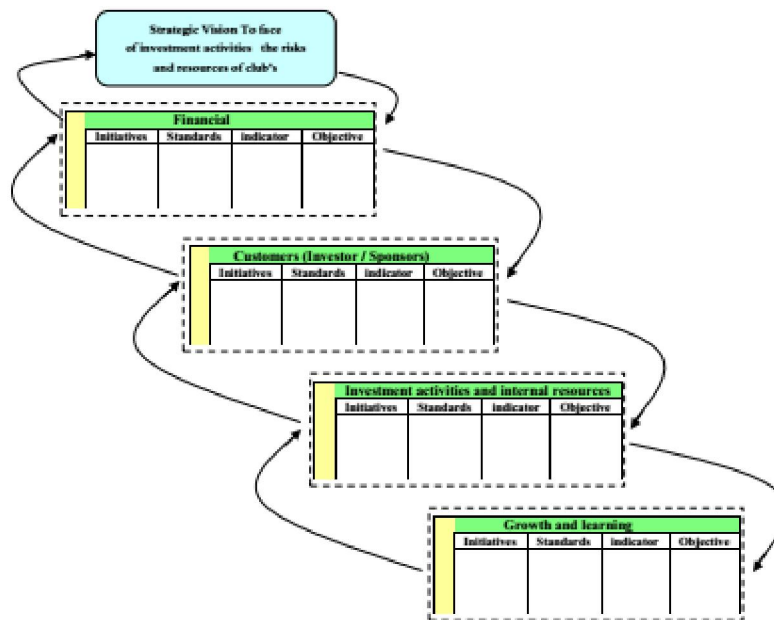 Strategic Vision To face
of investment activities the risks
and resources of club's
Financial
Initiatives Standards indicator Objective
Customers (Investor / Sponsors)
Initiatives Standards indicator Objective
Investment activities and internal resources
Initiatives Standards indicator Objective
Growth and learning
Initiatives Standards indicator Objective